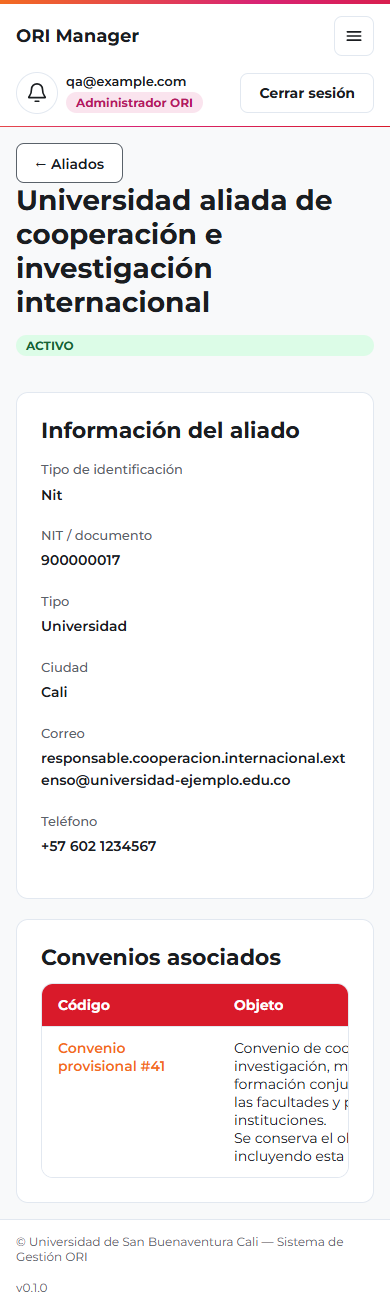 ORI Manager
qa@example.com
Administrador ORI
Cerrar sesión
← Aliados
Universidad aliada de
cooperación e
investigación
internacional
ACTIVO
Información del aliado
Tipo de identificación
Nit
NIT / documento
900000017
Tipo
Universidad
Ciudad
Cali
Correo
responsable.cooperacion.internacional.ext
enso@universidad-ejemplo.edu.co
Teléfono
+57 602 1234567
Convenios asociados
Código Objeto
Convenio
provisional #41
Convenio de
investigación,
formación
las facultades y
instituciones.
Se conserva el
incluyendo esta
© Universidad de San Buenaventura Cali — Sistema de
Gestión ORI
v0.1.0